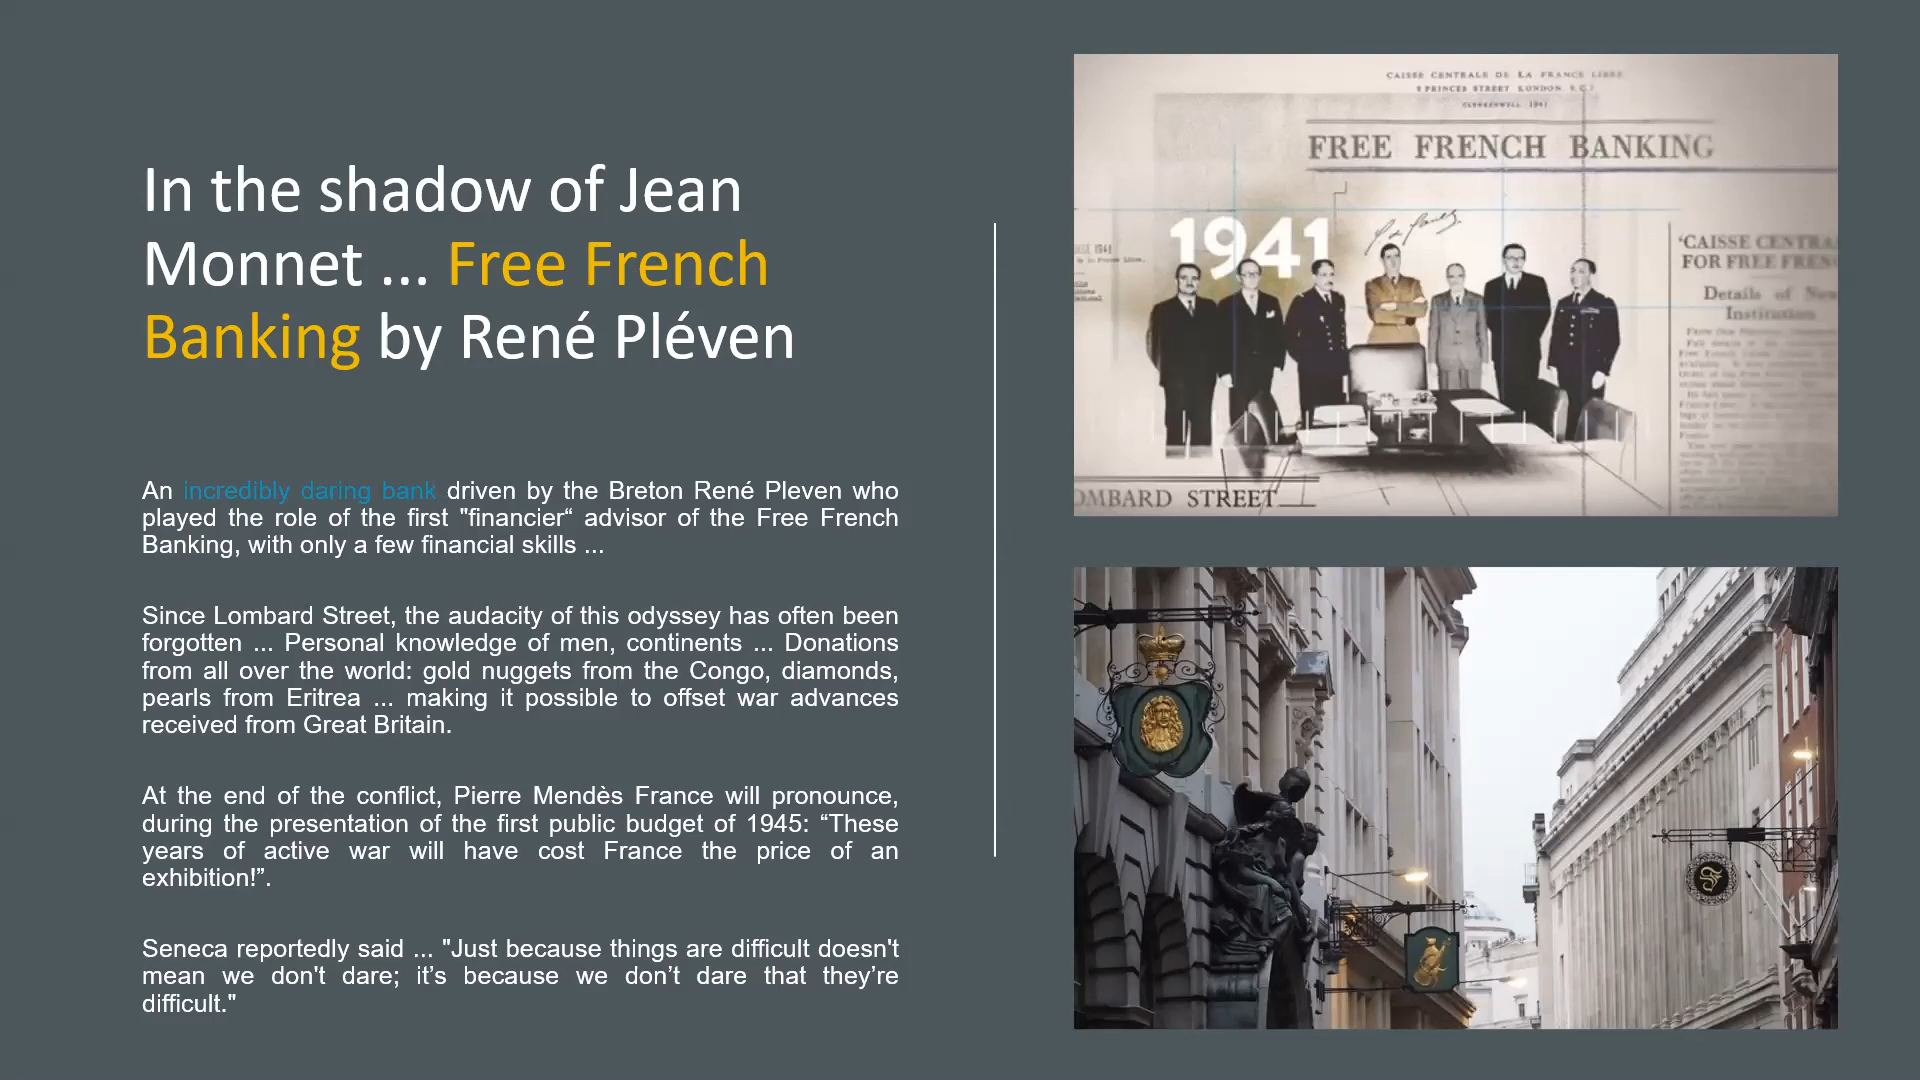 In the shadow of Jean
Monnet ... Free French
Banking by René Pléven
An incredibly daring bank driven by the Breton René Pleven who
played the role of the first "financier“ advisor of the Free French
Banking, with only a few financial skills ...
Since Lombard Street, the audacity of this odyssey has often been
forgotten ... Personal knowledge of men, continents ... Donations
from all over the world: gold nuggets from the Congo, diamonds,
pearls from Eritrea ... making it possible to offset war advances
received from Great Britain.
At the end of the conflict, Pierre Mendès France will pronounce,
during the presentation of the first public budget of 1945: “These
years of active war will have cost France the price of an
exhibition!”.
Seneca reportedly said ... "Just because things are difficult doesn't
mean we don't dare; it’s because we don’t dare that they’re
difficult."
CAISSE CENTRALE DE LA FRANCE LIBRE
PRINCES STREET LONDON
1941
FREE FRENCH BANKING
1941
‘CAISSE CENTRA
FOR FREE FREN
Details of New
Institution
OMBARD STREET